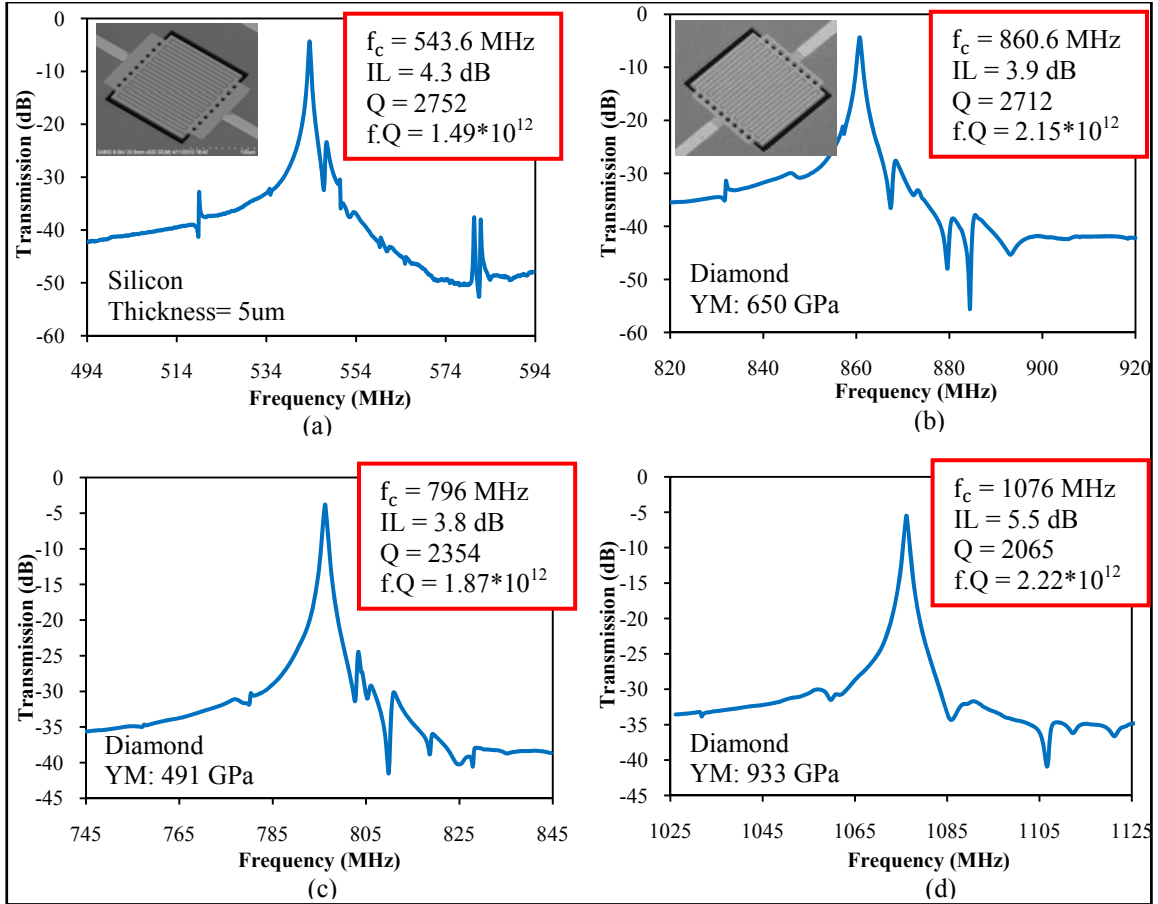 f_c = 543.6 MHz
IL = 4.3 dB
Q = 2752
f.Q = 1.49*10^12
0
-10
-20
-30
-40
-50
-60
Transmission (dB)
Silicon
Thickness= 5um
494 514 534 554 574 594
Frequency (MHz)
(a)
f_c = 860.6 MHz
IL = 3.9 dB
Q = 2712
f.Q = 2.15*10^12
0
-10
-20
-30
-40
-50
-60
Transmission (dB)
Diamond
YM: 650 GPa
820 840 860 880 900 920
Frequency (MHz)
(b)
f_c = 796 MHz
IL = 3.8 dB
Q = 2354
f.Q = 1.87*10^12
0
-5
-10
-15
-20
-25
-30
-35
-40
-45
Transmission (dB)
Diamond
YM: 491 GPa
745 765 785 805 825 845
Frequency (MHz)
(c)
f_c = 1076 MHz
IL = 5.5 dB
Q = 2065
f.Q = 2.22*10^12
0
-5
-10
-15
-20
-25
-30
-35
-40
-45
Transmission (dB)
Diamond
YM: 933 GPa
1025 1045 1065 1085 1105 1125
Frequency (MHz)
(d)